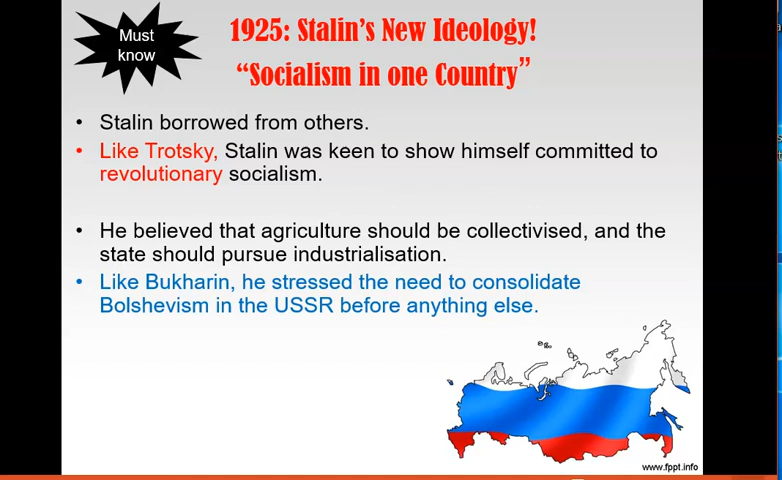 Must
know
1925: Stalin's New Ideology!
“Socialism in one Country”
• Stalin borrowed from others.
• Like Trotsky, Stalin was keen to show himself committed to
revolutionary socialism.
• He believed that agriculture should be collectivised, and the
state should pursue industrialisation.
• Like Bukharin, he stressed the need to consolidate
Bolshevism in the USSR before anything else.
www.fppt.info